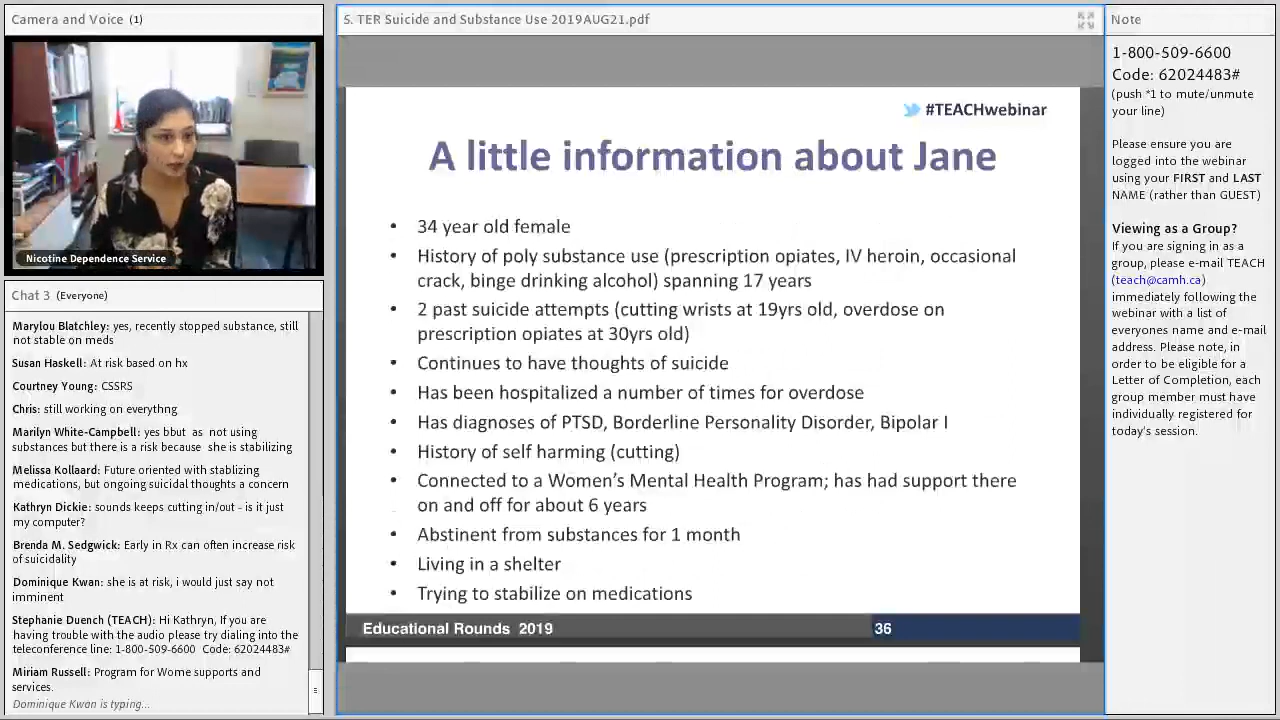 Camera and Voice (1)
Nicotine Dependence Service
Chat 3 (Everyone)
Marylou Blatchley: yes, recently stopped substance, still
not stable on meds
Susan Haskell: At risk based on hx
Courtney Young: CSSRS
Chris: still working on everythng
Marilyn White-Campbell: yes bbut as not using
substances but there is a risk because she is stabilizing
Melissa Kollaard: Future oriented with stablizing
medications, but ongoing suicidal thoughts a concern
Kathryn Dickie: sounds keeps cutting in/out - is it just
my computer?
Brenda M. Sedgwick: Early in Rx can often increase risk
of suicidality
Dominique Kwan: she is at risk, i would just say not
imminent
Stephanie Duench (TEACH): Hi Kathryn, If you are
having trouble with the audio please try dialing into the
teleconference line: 1-800-509-6600 Code: 62024483#
Miriam Russell: Program for Wome supports and
services.
Dominique Kwan is typing...
5. TER Suicide and Substance Use 2019AUG21.pdf
#TEACHwebinar
A little information about Jane
• 34 year old female
• History of poly substance use (prescription opiates, IV heroin, occasional
crack, binge drinking alcohol) spanning 17 years
• 2 past suicide attempts (cutting wrists at 19yrs old, overdose on
prescription opiates at 30yrs old)
• Continues to have thoughts of suicide
• Has been hospitalized a number of times for overdose
• Has diagnoses of PTSD, Borderline Personality Disorder, Bipolar I
• History of self harming (cutting)
• Connected to a Women's Mental Health Program; has had support there
on and off for about 6 years
• Abstinent from substances for 1 month
• Living in a shelter
• Trying to stabilize on medications
Educational Rounds 2019
36
Note
1-800-509-6600
Code: 62024483#
(push *1 to mute/unmute
your line)
Please ensure you are
logged into the webinar
using your FIRST and LAST
NAME (rather than GUEST)
Viewing as a Group?
If you are signing in as a
group, please e-mail TEACH
(teach@camh.ca)
immediately following the
webinar with a list of
everyones name and e-mail
address. Please note, in
order to be eligible for a
Letter of Completion, each
group member must have
individually registered for
today's session.